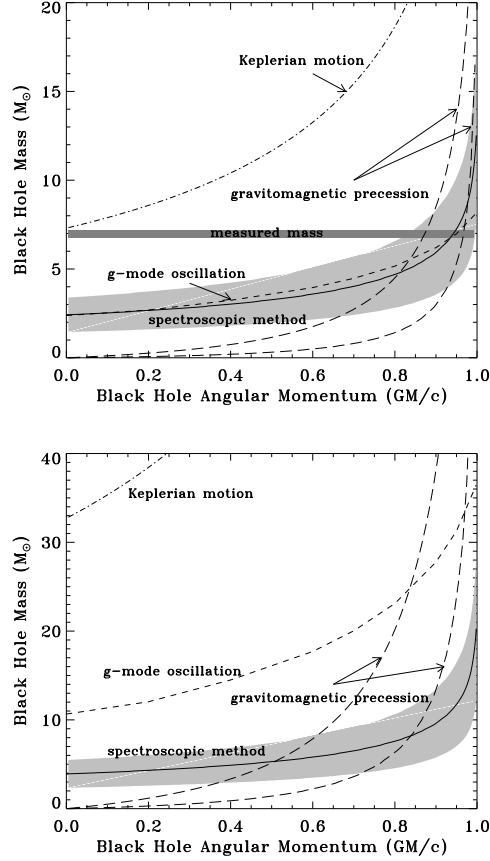 20
15
10
5
0
Black Hole Mass (M☉)
Keplerian motion
gravitomagnetic precession
measured mass
g-mode oscillation
spectroscopic method
0.0 0.2 0.4 0.6 0.8 1.0
Black Hole Angular Momentum (GM/c)
40
30
20
10
0
Black Hole Mass (M☉)
Keplerian motion
g-mode oscillation
gravitomagnetic precession
spectroscopic method
0.0 0.2 0.4 0.6 0.8 1.0
Black Hole Angular Momentum (GM/c)